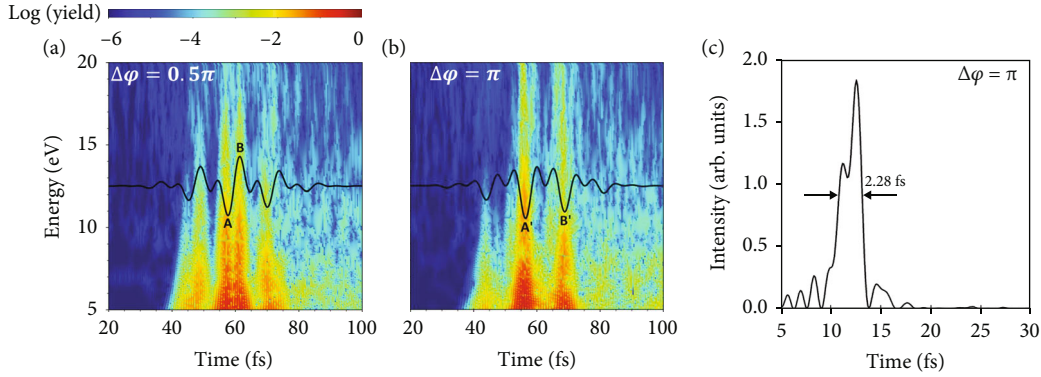 Log (yield)
−6 −4 −2 0
(a)
Δφ = 0.5π
A
B
20
15
10
5
Energy (eV)
20 40 60 80 100
Time (fs)
(b)
Δφ = π
A'
B'
20 40 60 80 100
Time (fs)
(c)
Δφ = π
2.28 fs
2.0
1.5
1.0
0.5
0.0
Intensity (arb. units)
5 10 15 20 25 30
Time (fs)